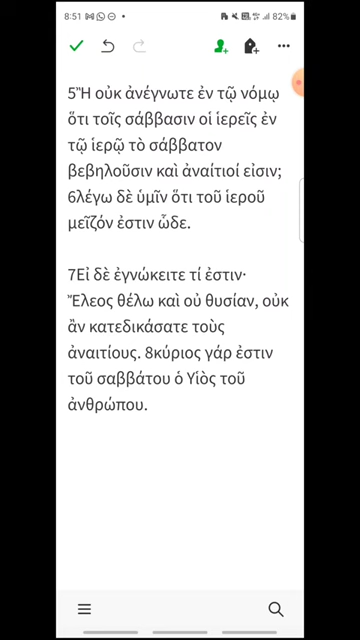 8:51
82%
5Ἢ οὐκ ἀνέγνωτε ἐν τῷ νόμῳ
ὅτι τοῖς σάββασιν οἱ ἱερεῖς ἐν
τῷ ἱερῷ τὸ σάββατον
βεβηλοῦσιν καὶ ἀναίτιοί εἰσιν;
6λέγω δὲ ὑμῖν ὅτι τοῦ ἱεροῦ
μεῖζόν ἐστιν ὧδε.
7Εἰ δὲ ἐγνώκειτε τί ἐστιν·
Ἔλεος θέλω καὶ οὐ θυσίαν, οὐκ
ἂν κατεδικάσατε τοὺς
ἀναιτίους. 8κύριος γάρ ἐστιν
τοῦ σαββάτου ὁ Υἱὸς τοῦ
ἀνθρώπου.